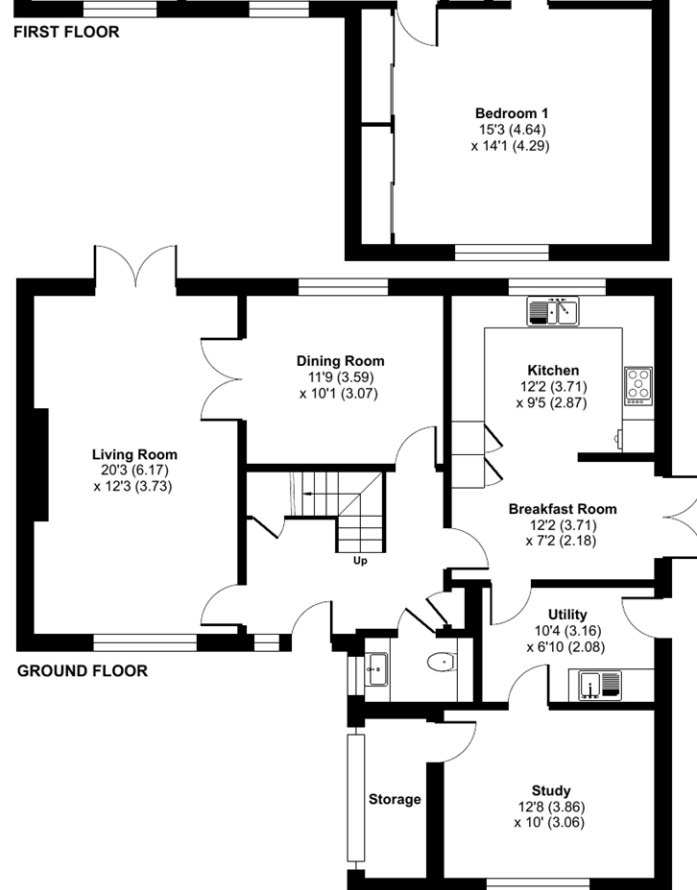 FIRST FLOOR
Bedroom 1
15'3 (4.64)
x 14'1 (4.29)
Dining Room
11'9 (3.59)
x 10'1 (3.07)
Kitchen
12'2 (3.71)
x 9'5 (2.87)
Living Room
20'3 (6.17)
x 12'3 (3.73)
Breakfast Room
12'2 (3.71)
x 7'2 (2.18)
Up
Utility
10'4 (3.16)
x 6'10 (2.08)
GROUND FLOOR
Storage
Study
12'8 (3.86)
x 10' (3.06)